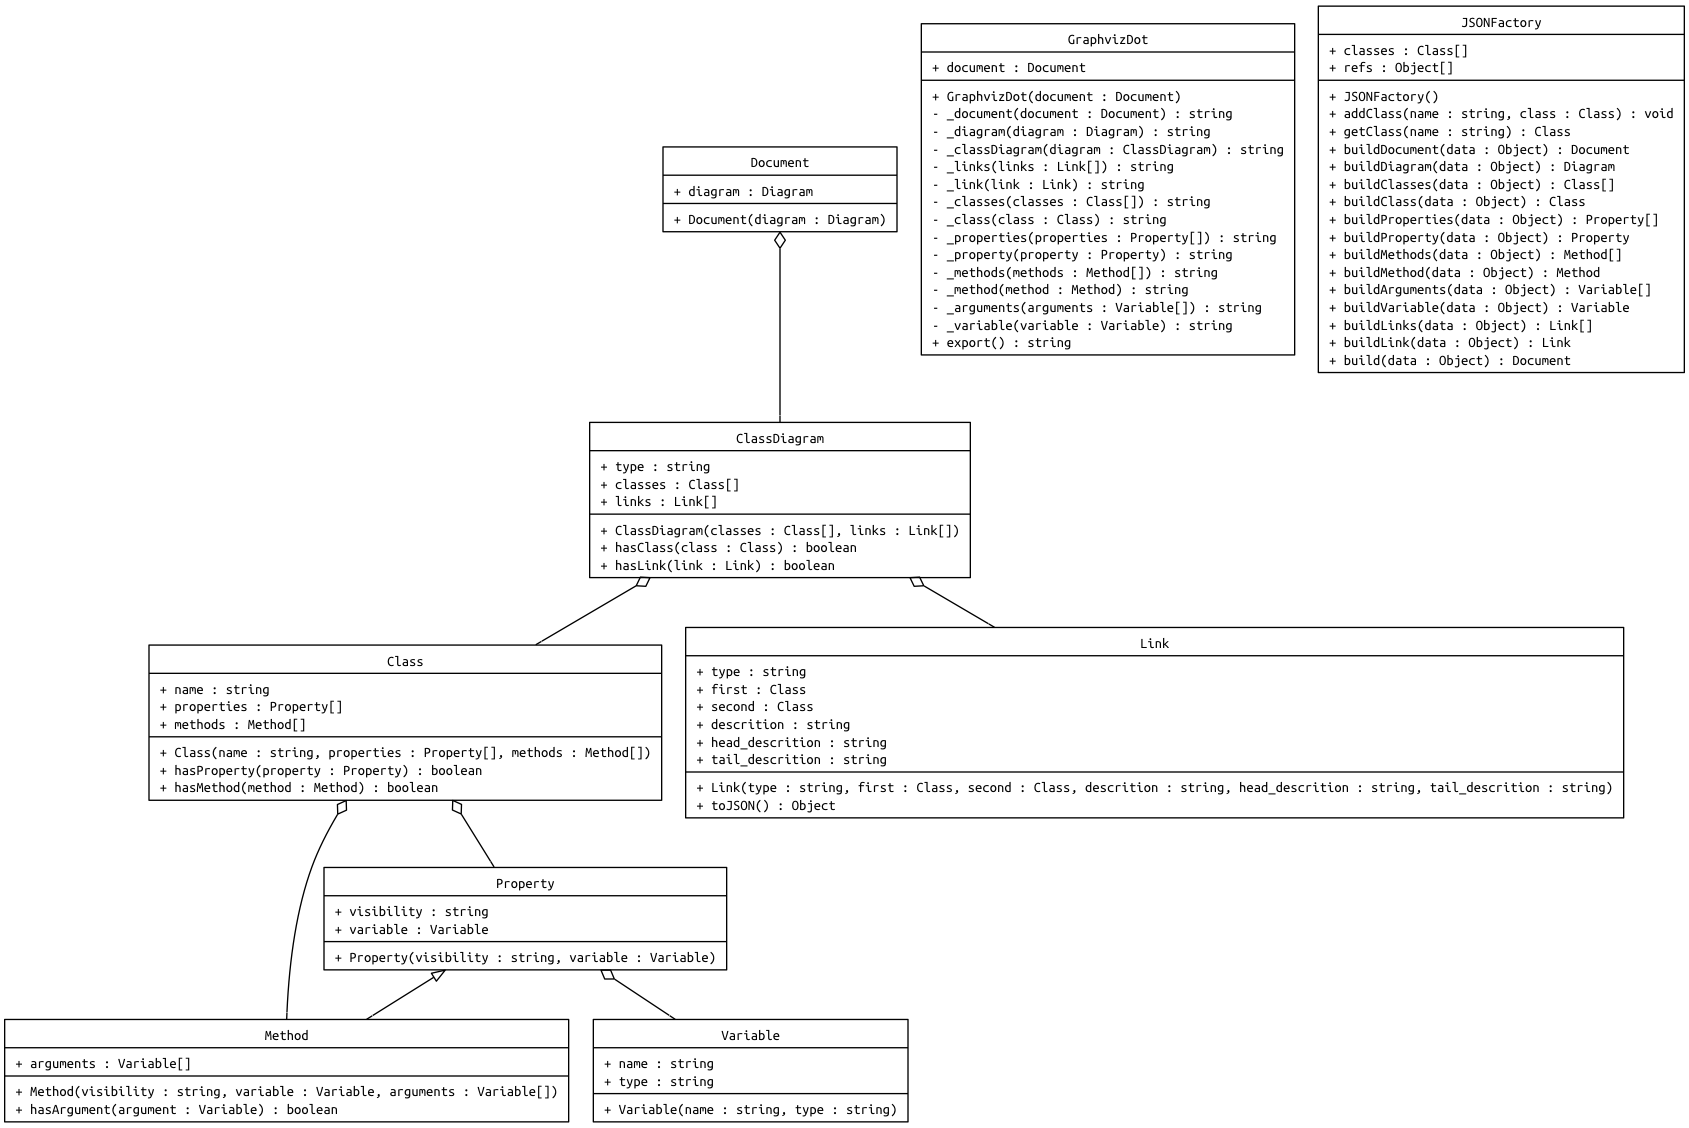 GraphvizDot
+ document : Document
+ GraphvizDot(document : Document)
- _document(document : Document) : string
- _diagram(diagram : Diagram) : string
- _classDiagram(diagram : ClassDiagram) : string
- _links(links : Link[]) : string
- _link(link : Link) : string
- _classes(classes : Class[]) : string
- _class(class : Class) : string
- _properties(properties : Property[]) : string
- _property(property : Property) : string
- _methods(methods : Method[]) : string
- _method(method : Method) : string
- _arguments(arguments : Variable[]) : string
- _variable(variable : Variable) : string
+ export() : string
JSONFactory
+ classes : Class[]
+ refs : Object[]
+ JSONFactory()
+ addClass(name : string, class : Class) : void
+ getClass(name : string) : Class
+ buildDocument(data : Object) : Document
+ buildDiagram(data : Object) : Diagram
+ buildClasses(data : Object) : Class[]
+ buildClass(data : Object) : Class
+ buildProperties(data : Object) : Property[]
+ buildProperty(data : Object) : Property
+ buildMethods(data : Object) : Method[]
+ buildMethod(data : Object) : Method
+ buildArguments(data : Object) : Variable[]
+ buildVariable(data : Object) : Variable
+ buildLinks(data : Object) : Link[]
+ buildLink(data : Object) : Link
+ build(data : Object) : Document
Document
+ diagram : Diagram
+ Document(diagram : Diagram)
ClassDiagram
+ type : string
+ classes : Class[]
+ links : Link[]
+ ClassDiagram(classes : Class[], links : Link[])
+ hasClass(class : Class) : boolean
+ hasLink(link : Link) : boolean
Class
+ name : string
+ properties : Property[]
+ methods : Method[]
+ Class(name : string, properties : Property[], methods : Method[])
+ hasProperty(property : Property) : boolean
+ hasMethod(method : Method) : boolean
Link
+ type : string
+ first : Class
+ second : Class
+ descrition : string
+ head_descrition : string
+ tail_descrition : string
+ Link(type : string, first : Class, second : Class, descrition : string, head_descrition : string, tail_descrition : string)
+ toJSON() : Object
Property
+ visibility : string
+ variable : Variable
+ Property(visibility : string, variable : Variable)
Method
+ arguments : Variable[]
+ Method(visibility : string, variable : Variable, arguments : Variable[])
+ hasArgument(argument : Variable) : boolean
Variable
+ name : string
+ type : string
+ Variable(name : string, type : string)